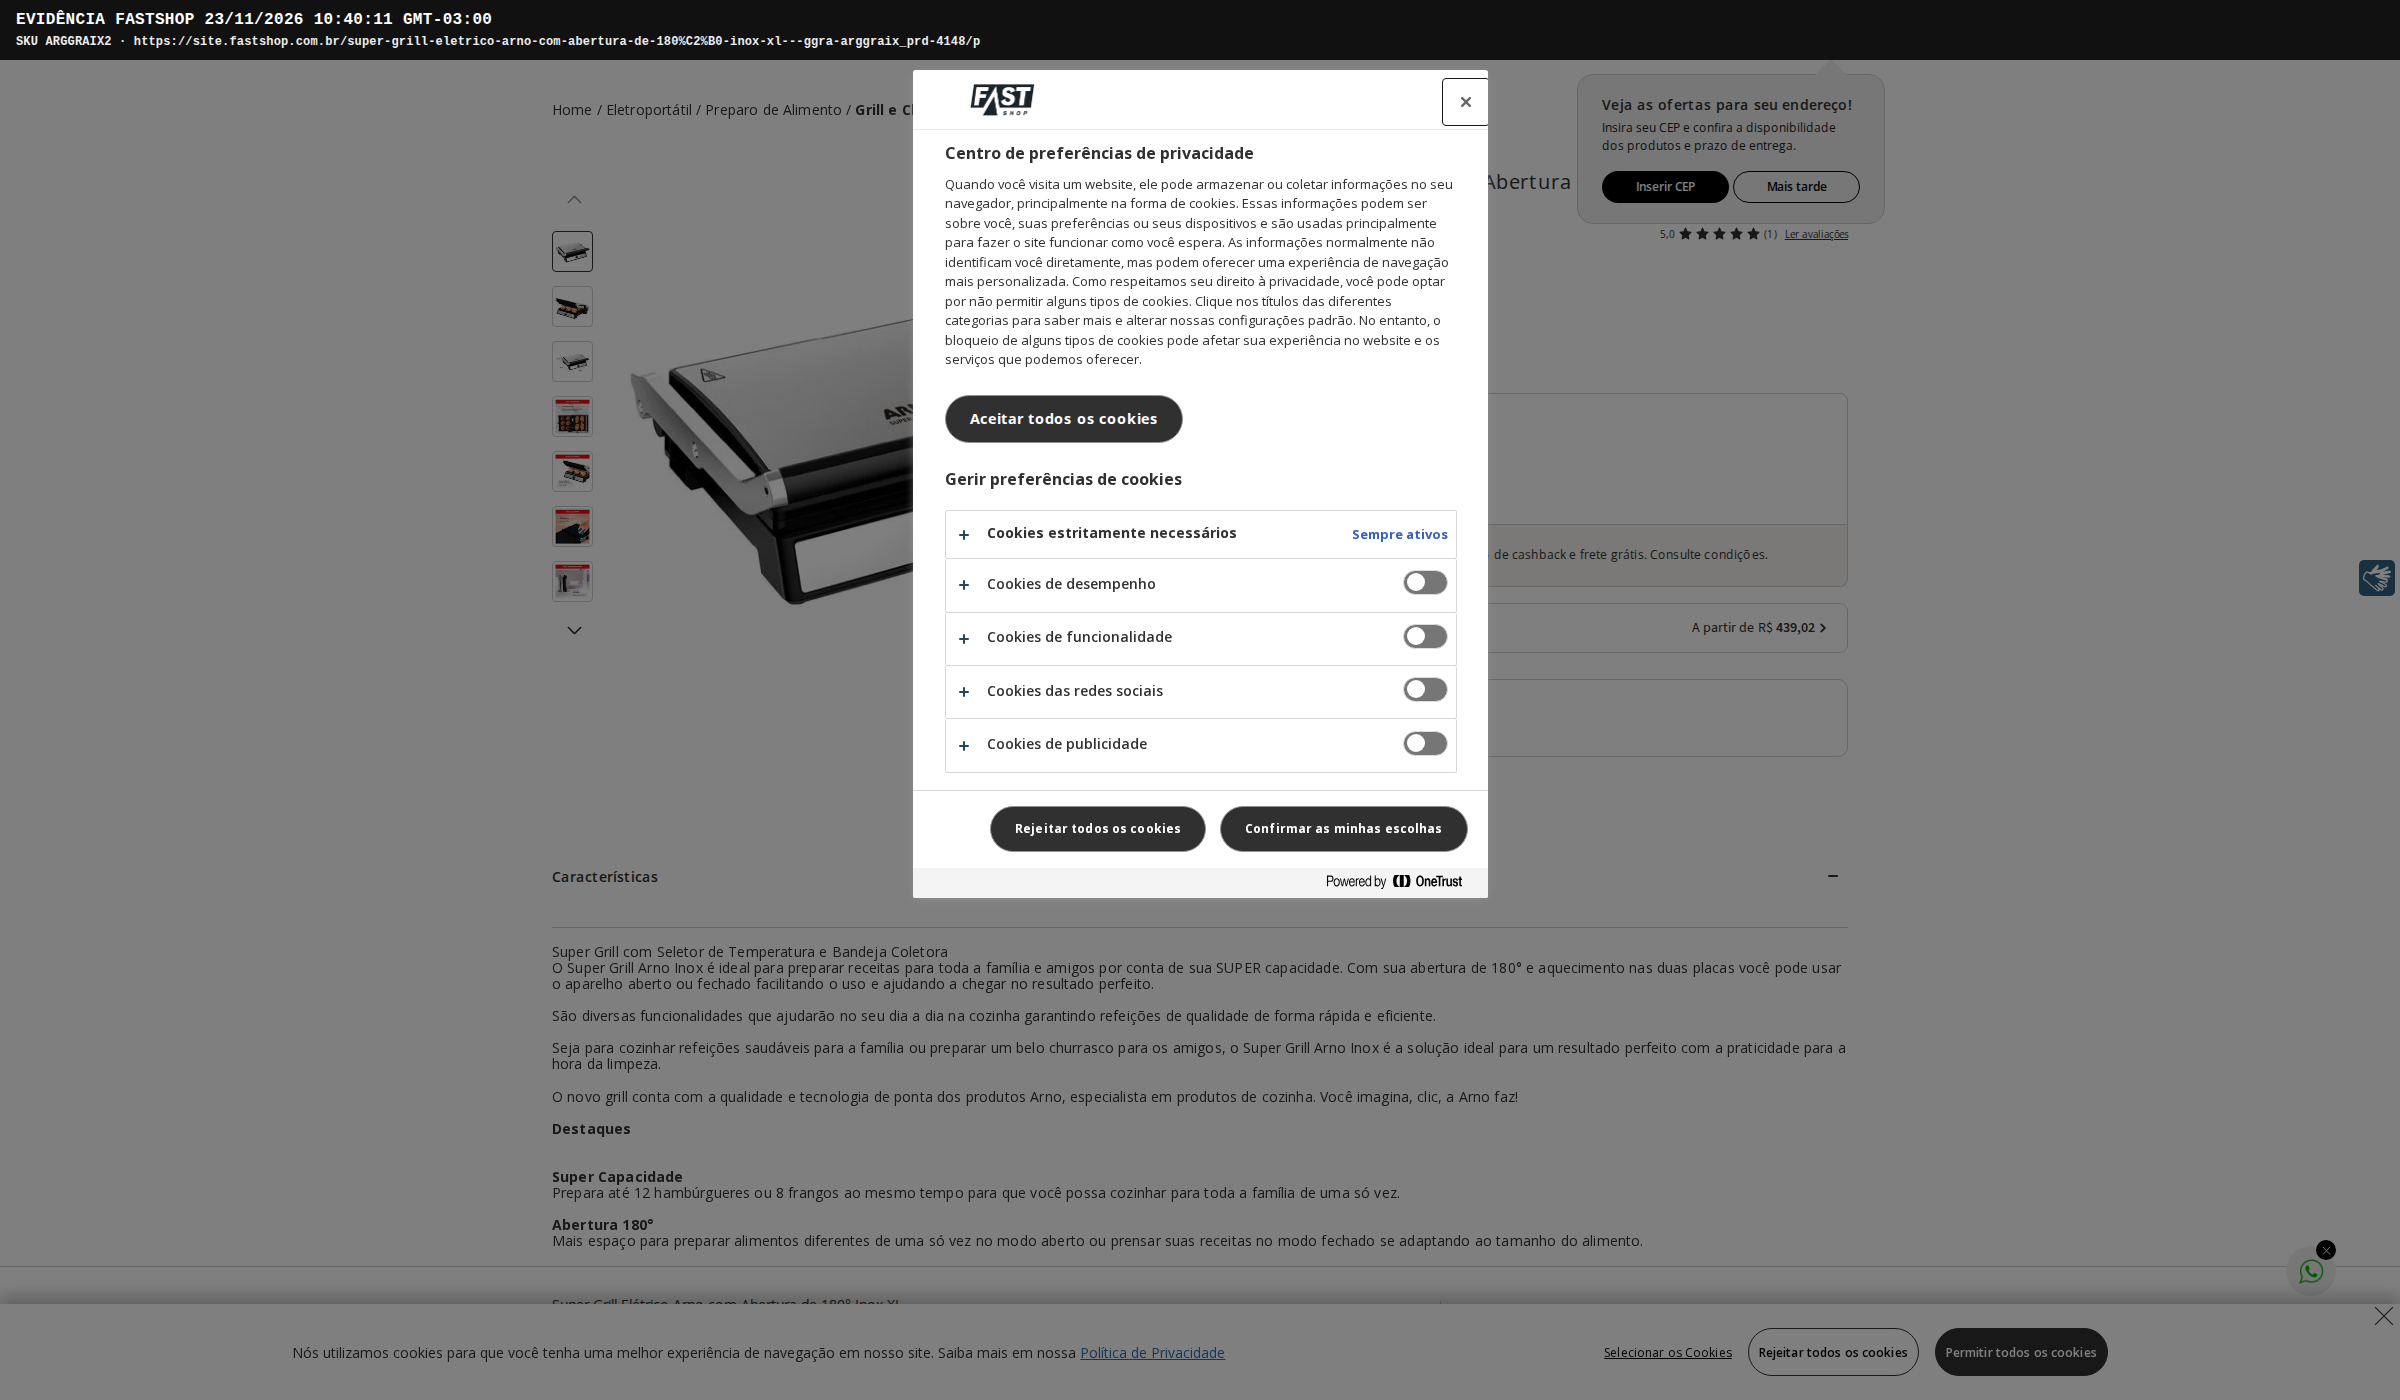 EVIDÊNCIA FASTSHOP 23/11/2026 10:40:11 GMT-03:00
SKU ARGGRAIX2 · https://site.fastshop.com.br/super-grill-eletrico-arno-com-abertura-de-180%C2%B0-inox-xl---ggra-arggraix_prd-4148/p
Home / Eletroportátil / Preparo de Alimento / Grill e
Abertura
Veja as ofertas para seu endereço!
Insira seu CEP e confira a disponibilidade
dos produtos e prazo de entrega.
Inserir CEP
Mais tarde
5,0 (1) Ler avaliações
FAST
SHOP
Centro de preferências de privacidade
Quando você visita um website, ele pode armazenar ou coletar informações no seu
navegador, principalmente na forma de cookies. Essas informações podem ser
sobre você, suas preferências ou seus dispositivos e são usadas principalmente
para fazer o site funcionar como você espera. As informações normalmente não
identificam você diretamente, mas podem oferecer uma experiência de navegação
mais personalizada. Como respeitamos seu direito à privacidade, você pode optar
por não permitir alguns tipos de cookies. Clique nos títulos das diferentes
categorias para saber mais e alterar nossas configurações padrão. No entanto, o
bloqueio de alguns tipos de cookies pode afetar sua experiência no website e os
serviços que podemos oferecer.
Aceitar todos os cookies
Gerir preferências de cookies
Cookies estritamente necessários
Sempre ativos
Cookies de desempenho
Cookies de funcionalidade
Cookies das redes sociais
Cookies de publicidade
Rejeitar todos os cookies
Confirmar as minhas escolhas
Powered by OneTrust
de cashback e frete grátis. Consulte condições.
A partir de R$ 439,02
Características
Super Grill com Seletor de Temperatura e Bandeja Coletora
O Super Grill Arno Inox é ideal para preparar receitas para toda a família e amigos por conta de sua SUPER capacidade. Com sua abertura de 180° e aquecimento nas duas placas você pode usar
o aparelho aberto ou fechado facilitando o uso e ajudando a chegar no resultado perfeito.
São diversas funcionalidades que ajudarão no seu dia a dia na cozinha garantindo refeições de qualidade de forma rápida e eficiente.
Seja para cozinhar refeições saudáveis para a família ou preparar um belo churrasco para os amigos, o Super Grill Arno Inox é a solução ideal para um resultado perfeito com a praticidade para a
hora da limpeza.
O novo grill conta com a qualidade e tecnologia de ponta dos produtos Arno, especialista em produtos de cozinha. Você imagina, clic, a Arno faz!
Destaques
Super Capacidade
Prepara até 12 hambúrgueres ou 8 frangos ao mesmo tempo para que você possa cozinhar para toda a família de uma só vez.
Abertura 180°
Mais espaço para preparar alimentos diferentes de uma só vez no modo aberto ou prensar suas receitas no modo fechado se adaptando ao tamanho do alimento.
Super Grill Elétrico Arno com Abertura de 180° Inox XL
Nós utilizamos cookies para que você tenha uma melhor experiência de navegação em nosso site. Saiba mais em nossa Política de Privacidade
Selecionar os Cookies
Rejeitar todos os cookies
Permitir todos os cookies